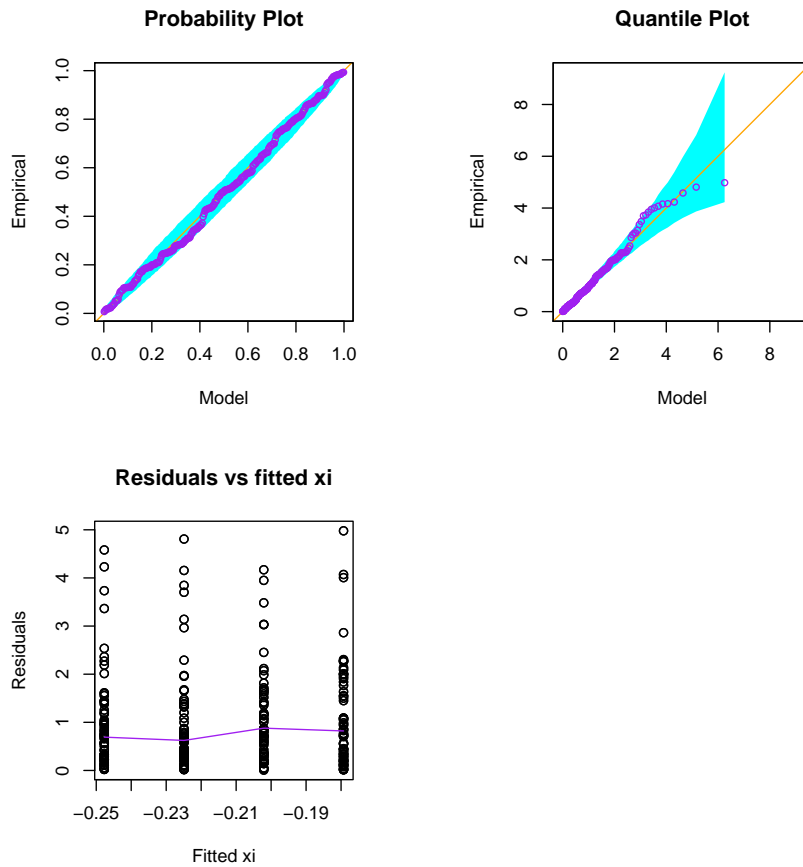 Probability Plot
Empirical
0.0 0.2 0.4 0.6 0.8 1.0
0.0 0.2 0.4 0.6 0.8 1.0
Model
Quantile Plot
Empirical
0 2 4 6 8
0 2 4 6 8
Model
Residuals vs fitted xi
Residuals
0 1 2 3 4 5
−0.25 −0.23 −0.21 −0.19
Fitted xi